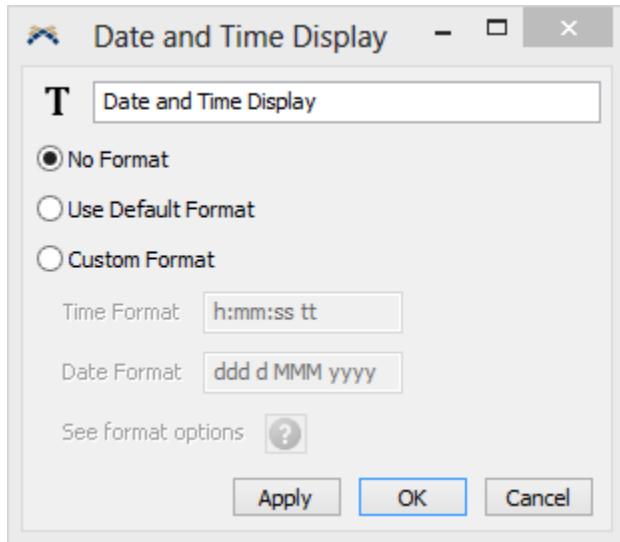 Date and Time Display
T Date and Time Display
No Format
Use Default Format
Custom Format
Time Format h:mm:ss tt
Date Format ddd d MMM yyyy
See format options ?
Apply OK Cancel